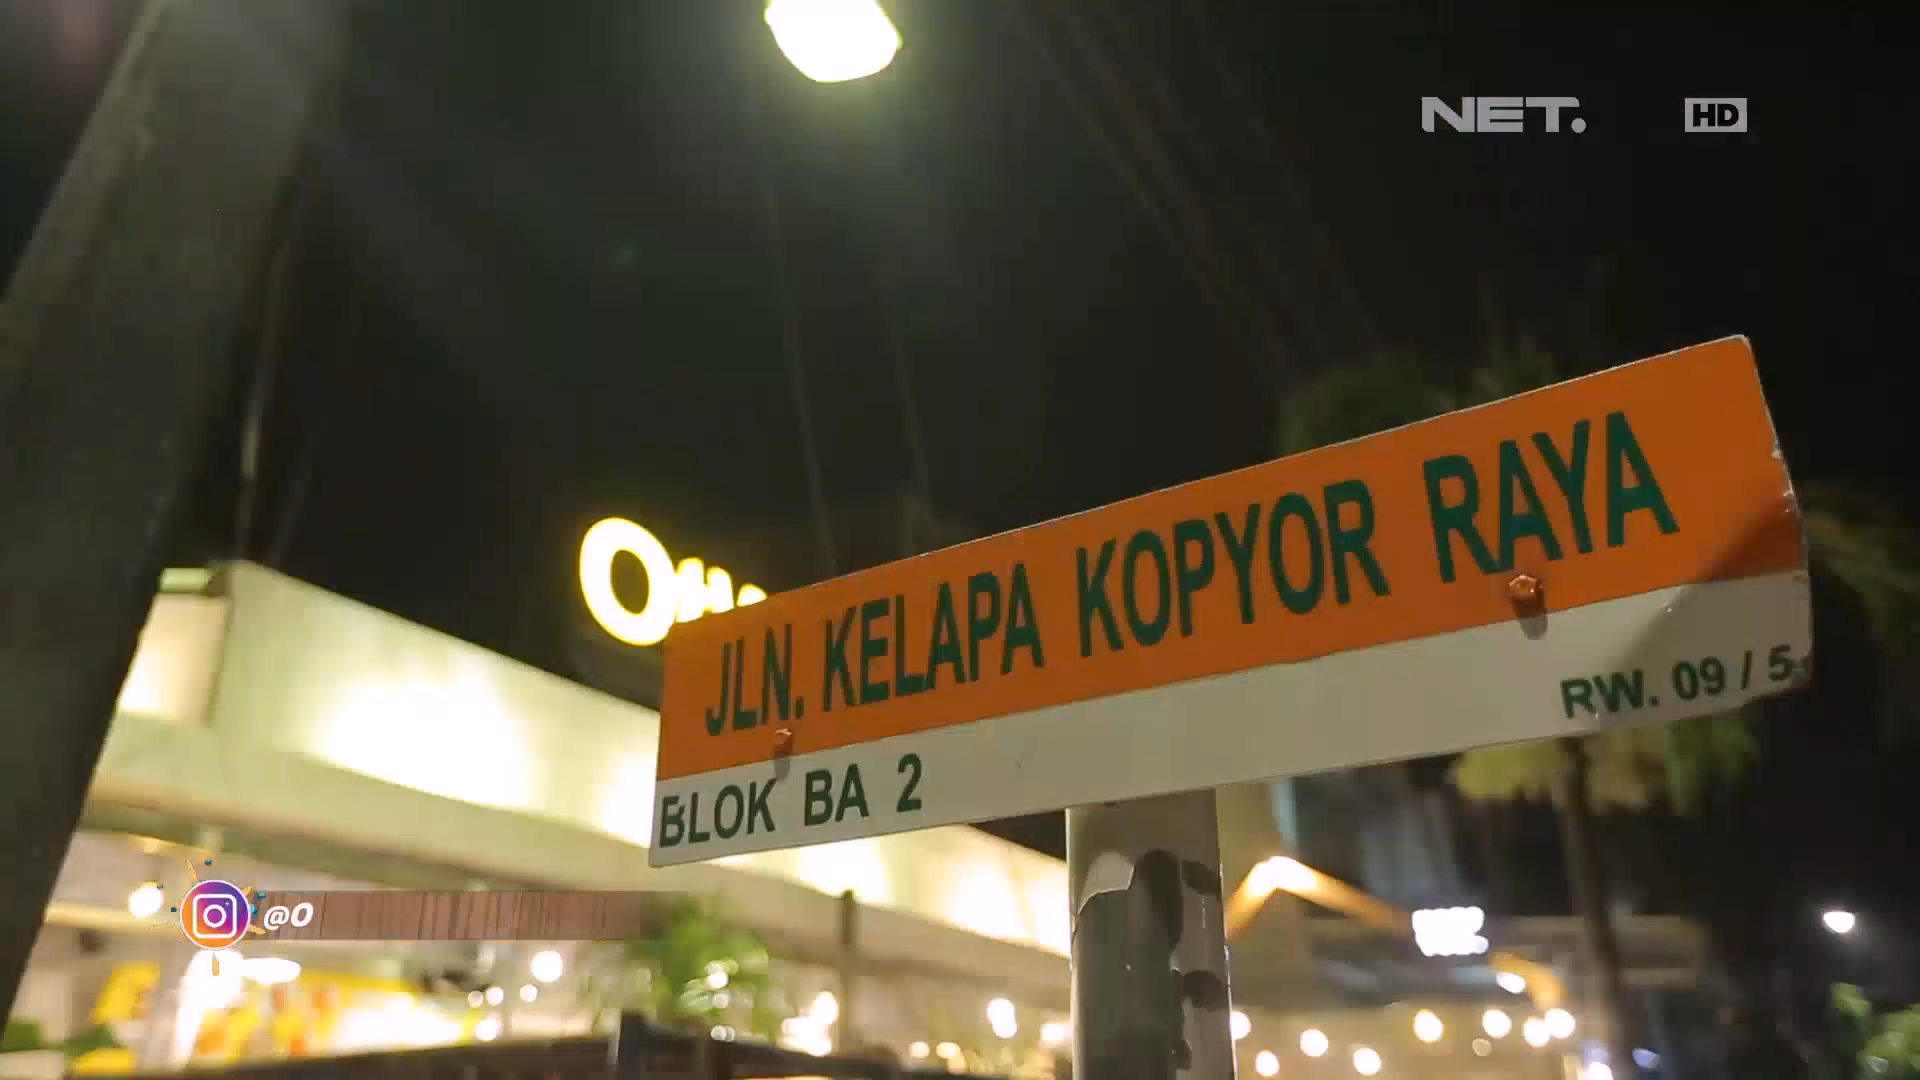 NET. HD
JLN. KELAPA KOPYOR RAYA
BLOK BA 2
RW. 09 / 5
@O